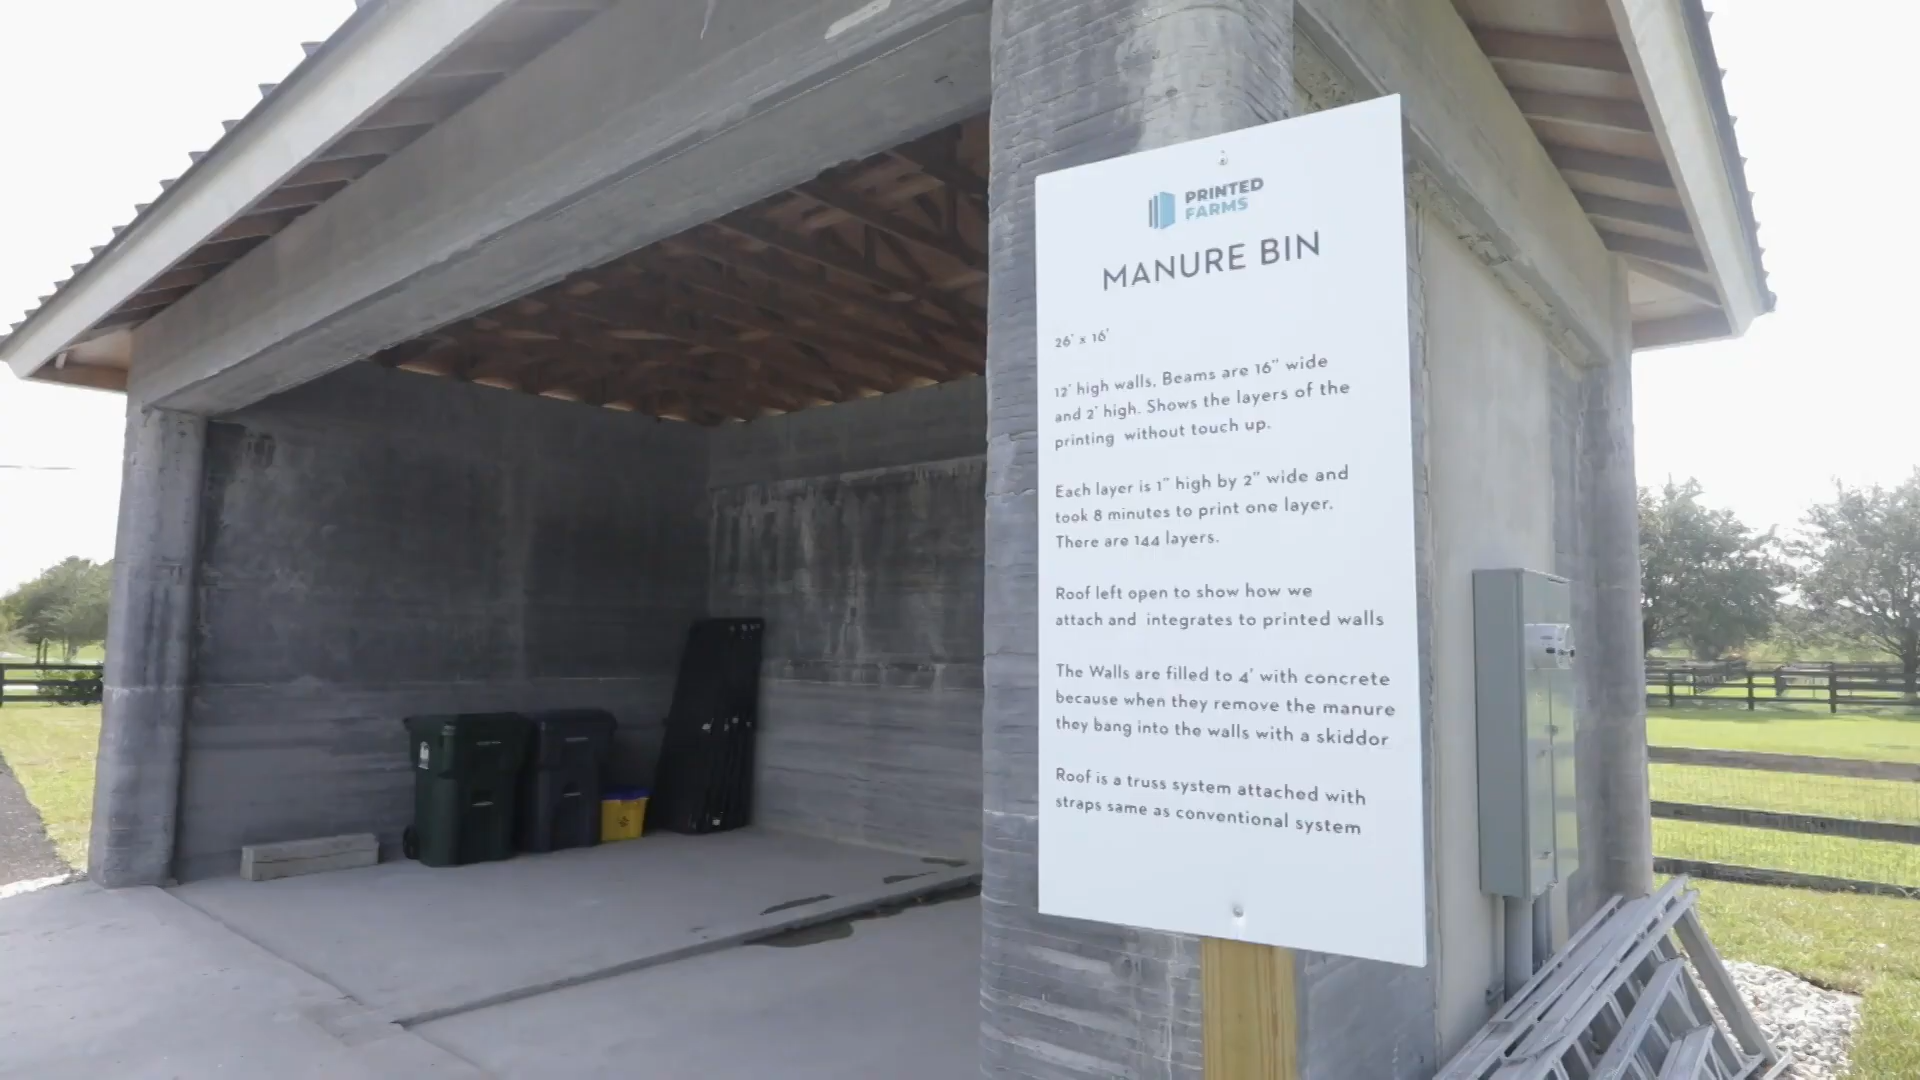 PRINTED
FARMS
MANURE BIN
26' x 16'
12' high walls. Beams are 16" wide
and 2' high. Shows the layers of the
printing without touch up.
Each layer is 1" high by 2" wide and
took 8 minutes to print one layer.
There are 144 layers.
Roof left open to show how we
attach and integrates to printed walls
The Walls are filled to 4' with concrete
because when they remove the manure
they bang into the walls with a skiddor
Roof is a truss system attached with
straps same as conventional system